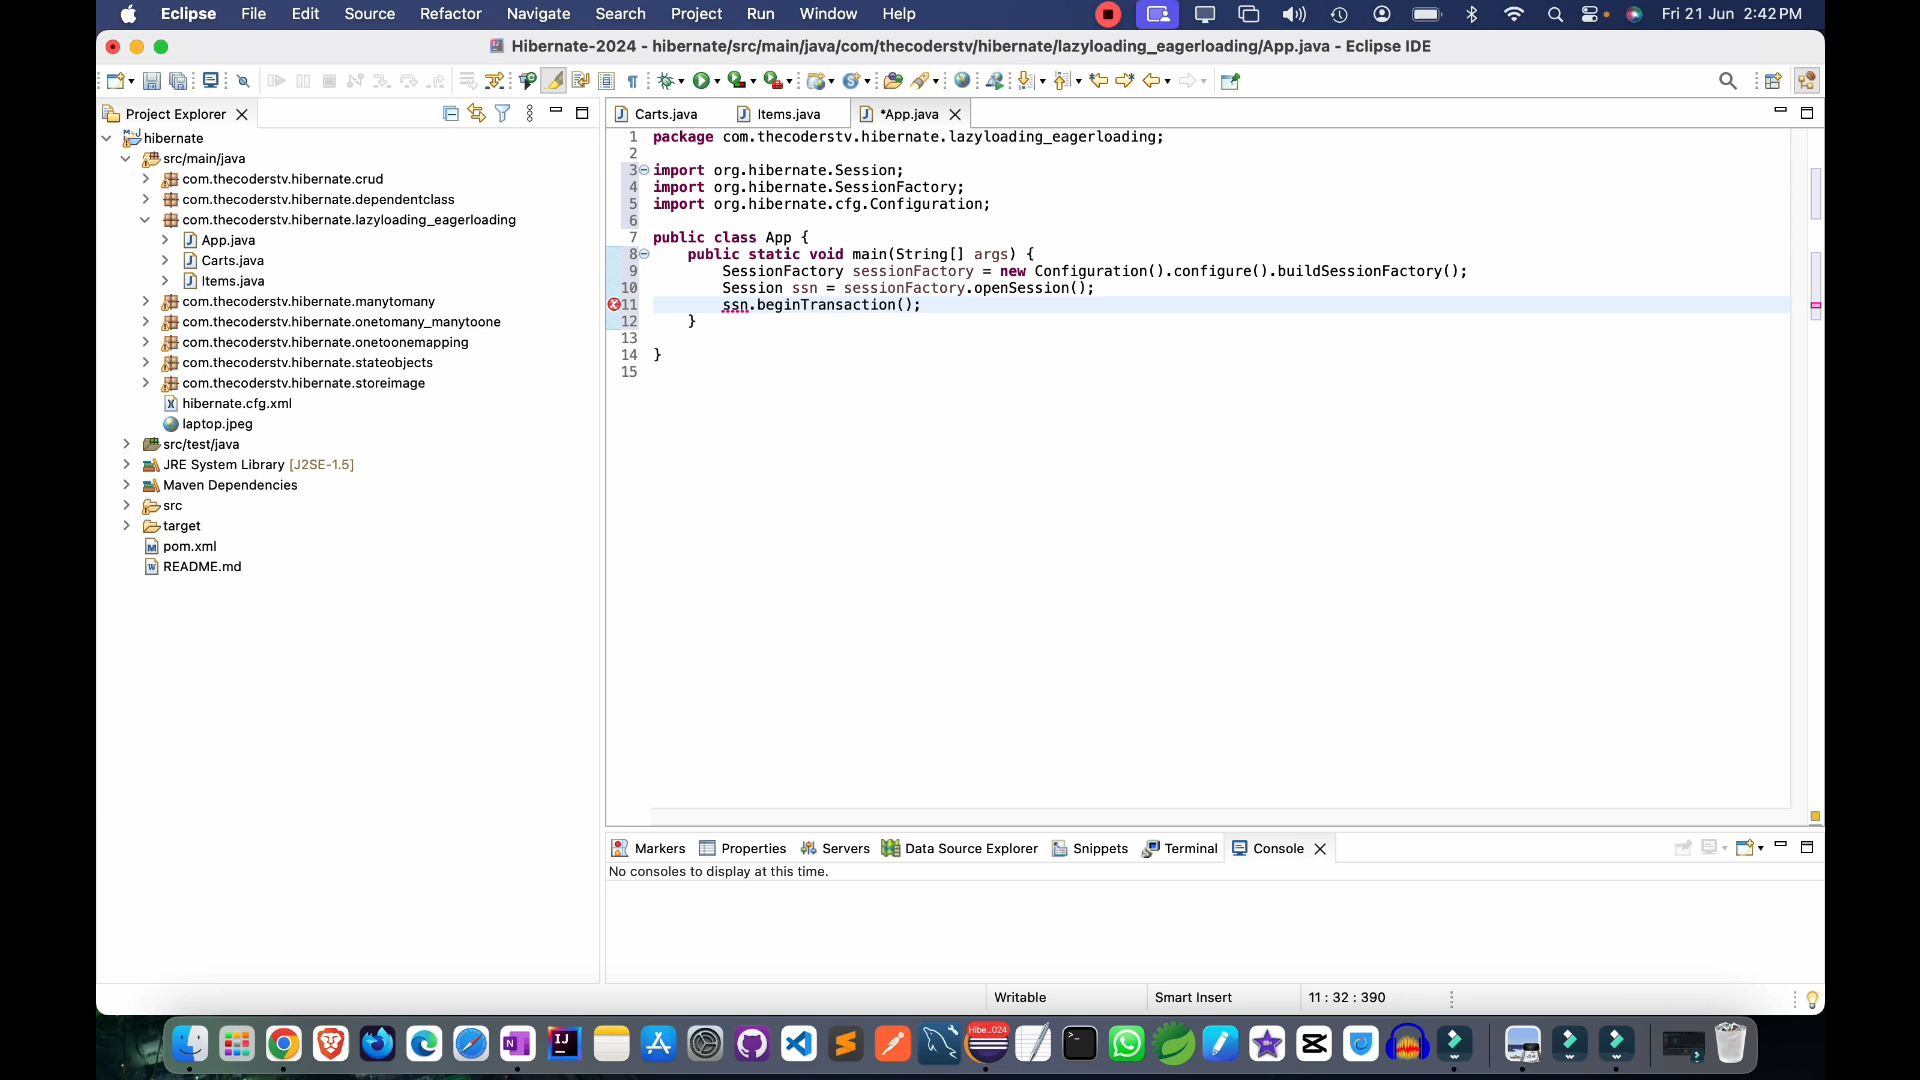 Eclipse File Edit Source Refactor Navigate Search Project Run Window Help Fri 21 Jun 2:42 PM
Hibernate-2024 - hibernate/src/main/java/com/thecoderstv/hibernate/lazyloading_eagerloading/App.java - Eclipse IDE
Project Explorer
hibernate
src/main/java
com.thecoderstv.hibernate.crud
com.thecoderstv.hibernate.dependentclass
com.thecoderstv.hibernate.lazyloading_eagerloading
App.java
Carts.java
Items.java
com.thecoderstv.hibernate.manytomany
com.thecoderstv.hibernate.onetomany_manytoone
com.thecoderstv.hibernate.onetoonemapping
com.thecoderstv.hibernate.stateobjects
com.thecoderstv.hibernate.storeimage
hibernate.cfg.xml
laptop.jpeg
src/test/java
JRE System Library [J2SE-1.5]
Maven Dependencies
src
target
pom.xml
README.md
Carts.java Items.java *App.java
1 package com.thecoderstv.hibernate.lazyloading_eagerloading;
2
3 import org.hibernate.Session;
4 import org.hibernate.SessionFactory;
5 import org.hibernate.cfg.Configuration;
6
7 public class App {
8 public static void main(String[] args) {
9 SessionFactory sessionFactory = new Configuration().configure().buildSessionFactory();
10 Session ssn = sessionFactory.openSession();
11 ssn.beginTransaction();
12 }
13
14 }
15
Markers Properties Servers Data Source Explorer Snippets Terminal Console
No consoles to display at this time.
Writable Smart Insert 11 : 32 : 390
Hibe...024